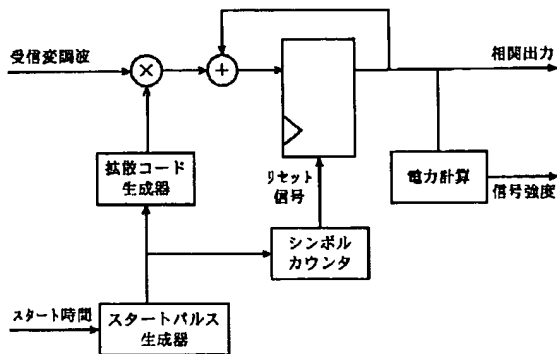 受信変調波
×
+
相関出力
拡散コード
生成器
リセット
信号
電力計算
信号強度
シンボル
カウンタ
スタート時間
スタートパルス
生成器